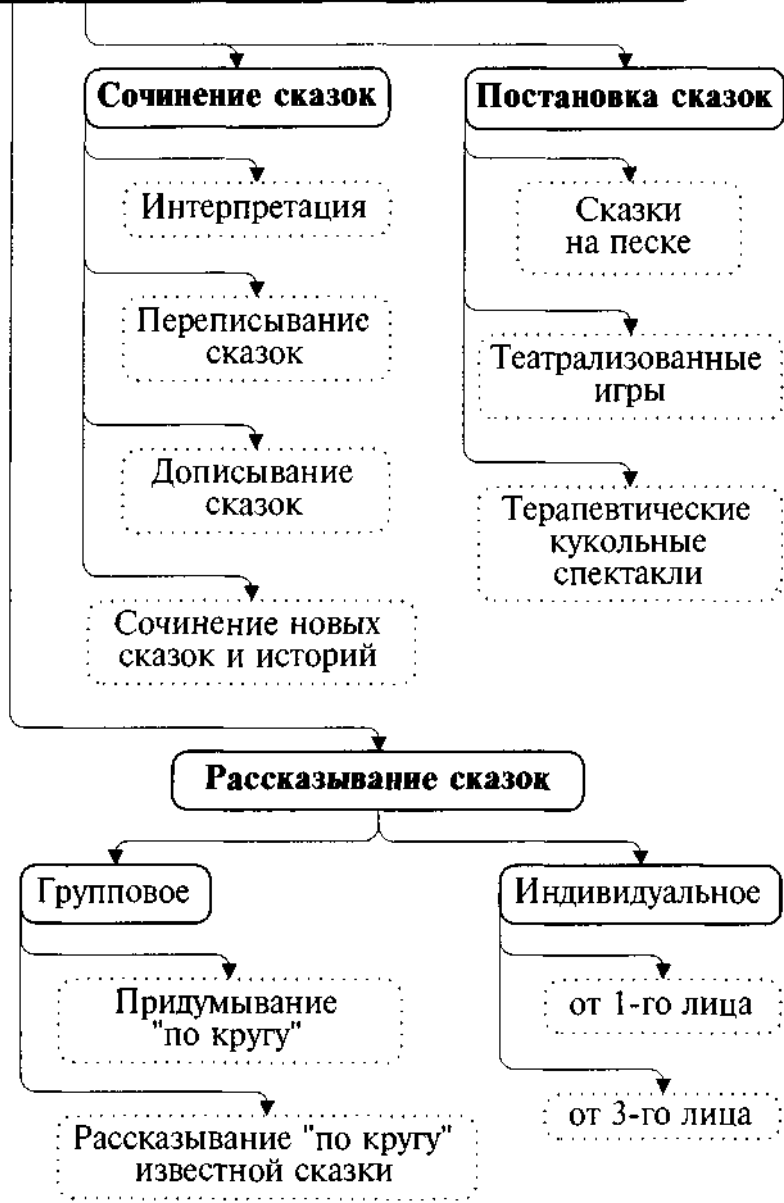 Сочинение сказок
Интерпретация
Переписывание
сказок
Дописывание
сказок
Сочинение новых
сказок и историй
Постановка сказок
Сказки
на песке
Театрализованные
игры
Терапевтические
кукольные
спектакли
Рассказывание сказок
Групповое
Придумывание
"по кругу"
Рассказывание "по кругу"
известной сказки
Индивидуальное
от 1-го лица
от 3-го лица